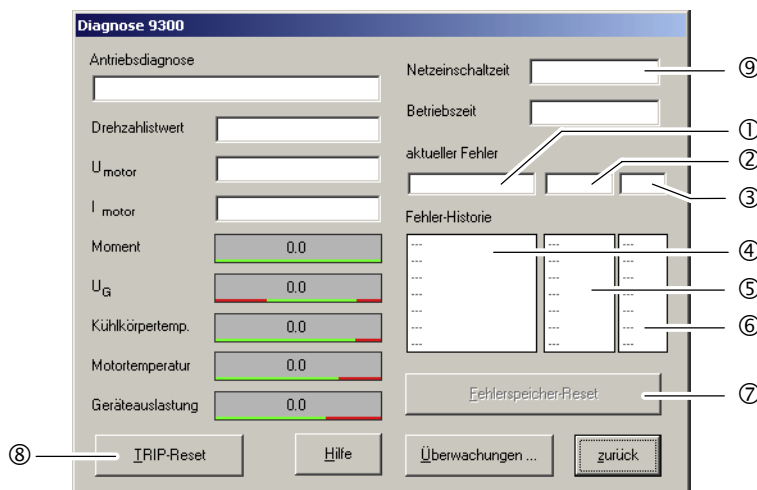 Diagnose 9300
Antriebsdiagnose
Drehzahlistwert
U motor
I motor
Moment 0.0
U G 0.0
Kühlkörpertemp. 0.0
Motortemperatur 0.0
Geräteauslastung 0.0
Netzeinschaltzeit ⑨
Betriebszeit
aktueller Fehler ①
②
③
Fehler-Historie
--- --- --- ④
--- --- ---
--- --- ---
--- --- --- ⑤
--- --- ---
--- --- --- ⑥
--- --- ---
--- --- ---
Fehlerspeicher-Reset ⑦
⑧ TRIP-Reset Hilfe Überwachungen ... zurück